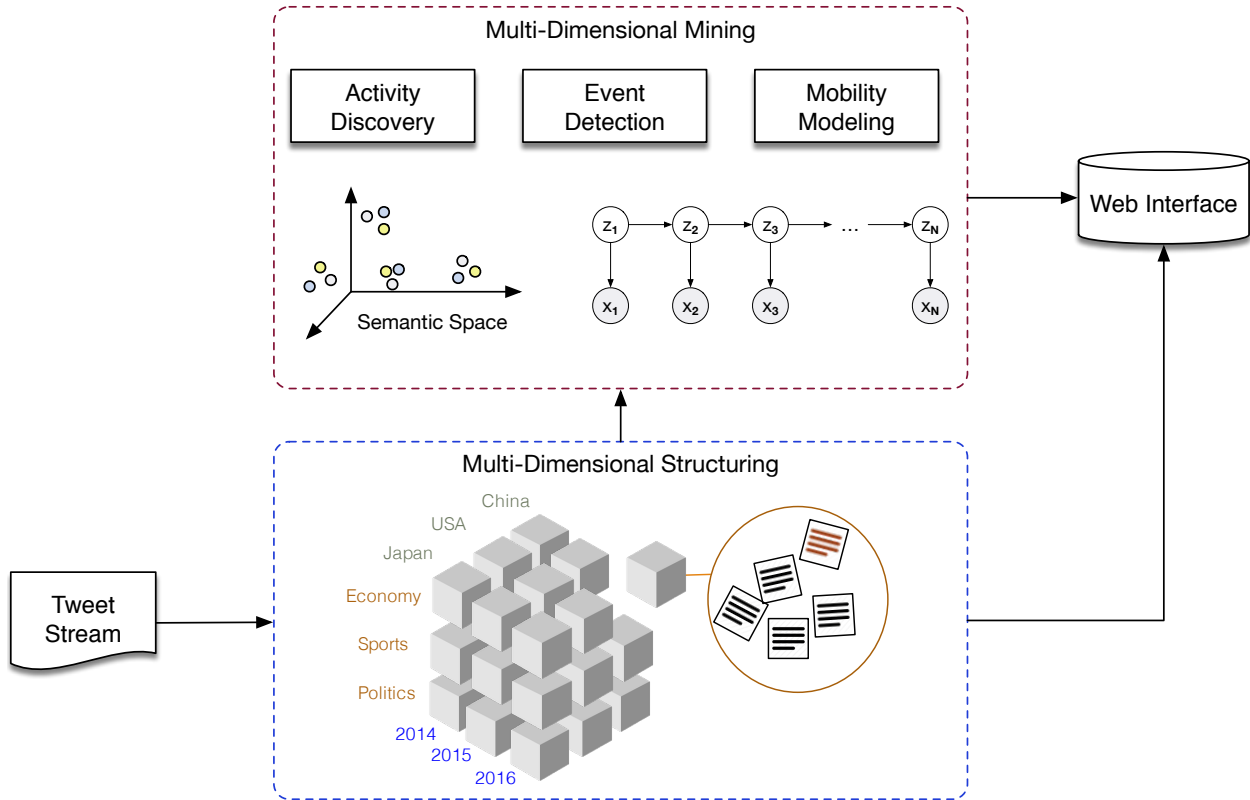 Multi-Dimensional Mining
Activity
Discovery
Event
Detection
Mobility
Modeling
Web Interface
z1
z2
z3
...
zN
x1
x2
x3
xN
Semantic Space
Multi-Dimensional Structuring
China
USA
Japan
Economy
Sports
Politics
2014
2015
2016
Tweet
Stream